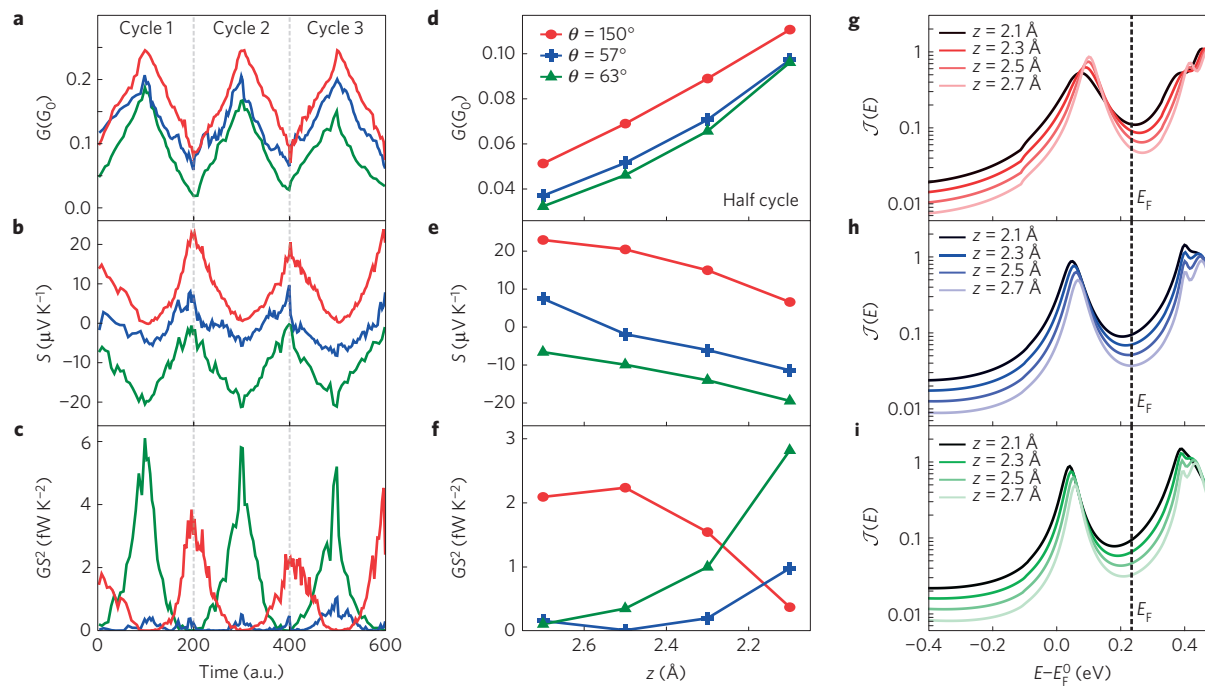 a
Cycle 1 Cycle 2 Cycle 3
G(G₀)
0.2
0.1
0.0
b
S (μV K⁻¹)
20
10
0
−10
−20
c
GS² (fW K⁻²)
6
4
2
0
0 200 400 600
Time (a.u.)
d
θ = 150°
θ = 57°
θ = 63°
G(G₀)
0.10
0.08
0.06
0.04
Half cycle
e
S (μV K⁻¹)
20
10
0
−10
−20
f
GS² (fW K⁻²)
3
2
1
0
2.6 2.4 2.2
z (Å)
g
z = 2.1 Å
z = 2.3 Å
z = 2.5 Å
z = 2.7 Å
𝒥(E)
1
0.1
0.01
E_F
h
z = 2.1 Å
z = 2.3 Å
z = 2.5 Å
z = 2.7 Å
𝒥(E)
1
0.1
0.01
E_F
i
z = 2.1 Å
z = 2.3 Å
z = 2.5 Å
z = 2.7 Å
𝒥(E)
1
0.1
0.01
E_F
−0.4 −0.2 0.0 0.2 0.4
E−E_F⁰ (eV)